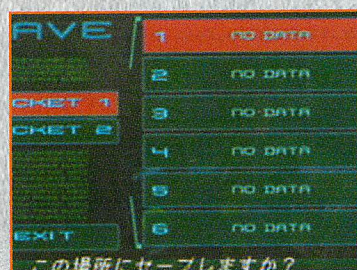 AVE
CKET 1
CKET 2
EXIT
1 NO DATA
2 NO DATA
3 NO DATA
4 NO DATA
5 NO DATA
6 NO DATA
この場所にセーブしますか?